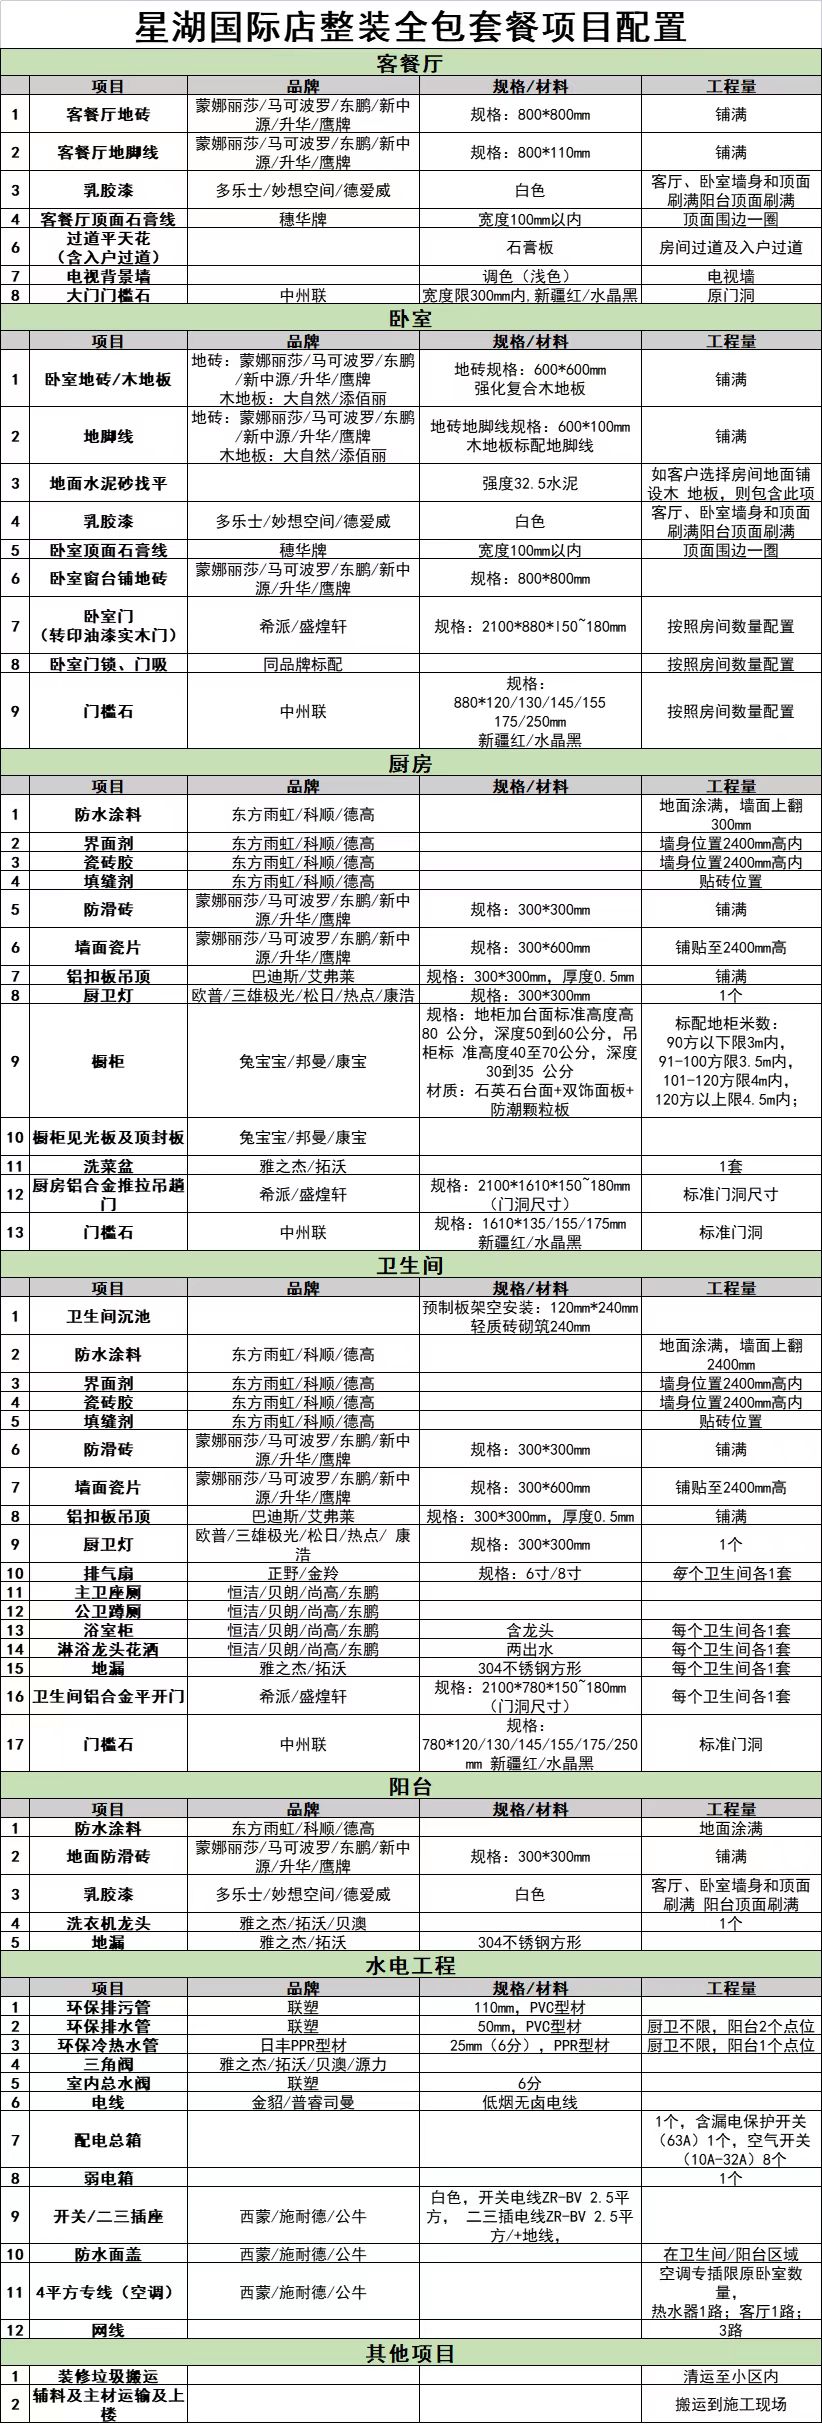 星湖国际店整装全包套餐项目配置
客餐厅
项目 品牌 规格/材料 工程量
1 客餐厅地砖 蒙娜丽莎/马可波罗/东鹏/新中源/升华/鹰牌 规格：800*800mm 铺满
2 客餐厅地脚线 蒙娜丽莎/马可波罗/东鹏/新中源/升华/鹰牌 规格：800*110mm 铺满
3 乳胶漆 多乐士/妙想空间/德爱威 白色 客厅、卧室墙身和顶面刷满阳台顶面刷满
4 客餐厅顶面石膏线 穗华牌 宽度100mm以内 顶面围边一圈
6 过道平天花（含入户过道） 石膏板 房间过道及入户过道
7 电视背景墙 调色（浅色） 电视墙
8 大门门槛石 中州联 宽度限300mm内,新疆红/水晶黑 原门洞
卧室
项目 品牌 规格/材料 工程量
1 卧室地砖/木地板 地砖：蒙娜丽莎/马可波罗/东鹏/新中源/升华/鹰牌 木地板：大自然/添佰丽 地砖规格：600*600mm 强化复合木地板 铺满
2 地脚线 地砖：蒙娜丽莎/马可波罗/东鹏/新中源/升华/鹰牌 木地板：大自然/添佰丽 地砖地脚线规格：600*100mm 木地板标配地脚线 铺满
3 地面水泥砂找平 强度32.5水泥 如客户选择房间地面铺设木 地板，则包含此项
4 乳胶漆 多乐士/妙想空间/德爱威 白色 客厅、卧室墙身和顶面刷满阳台顶面刷满
5 卧室顶面石膏线 穗华牌 宽度100mm以内 顶面围边一圈
6 卧室窗台铺地砖 蒙娜丽莎/马可波罗/东鹏/新中源/升华/鹰牌 规格：800*800mm
7 卧室门（转印油漆实木门） 希派/盛煌轩 规格：2100*880*l50~180mm 按照房间数量配置
8 卧室门锁、门吸 同品牌标配 按照房间数量配置
9 门槛石 中州联 规格：880*120/130/145/155 175/250mm 新疆红/水晶黑 按照房间数量配置
厨房
项目 品牌 规格/材料 工程量
1 防水涂料 东方雨虹/科顺/德高 地面涂满，墙面上翻300mm
2 界面剂 东方雨虹/科顺/德高 墙身位置2400mm高内
3 瓷砖胶 东方雨虹/科顺/德高 墙身位置2400mm高内
4 填缝剂 东方雨虹/科顺/德高 贴砖位置
5 防滑砖 蒙娜丽莎/马可波罗/东鹏/新中源/升华/鹰牌 规格：300*300mm 铺满
6 墙面瓷片 蒙娜丽莎/马可波罗/东鹏/新中源/升华/鹰牌 规格：300*600mm 铺贴至2400mm高
7 铝扣板吊顶 巴迪斯/艾弗莱 规格：300*300mm，厚度0.5mm 铺满
8 厨卫灯 欧普/三雄极光/松日/热点/康浩 规格：300*300mm 1个
9 橱柜 兔宝宝/邦曼/康宝 规格：地柜加台面标准高度高80 公分，深度50到60公分，吊柜标 准高度40至70公分，深度30到35 公分 材质：石英石台面+双饰面板+防潮颗粒板 标配地柜米数：90方以下限3m内，91-100方限3.5m内，101-120方限4m内，120方以上限4.5m内；
10 橱柜见光板及顶封板 兔宝宝/邦曼/康宝
11 洗菜盆 雅之杰/拓沃 1套
12 厨房铝合金推拉吊趟门 希派/盛煌轩 规格：2100*1610*150~180mm（门洞尺寸） 标准门洞尺寸
13 门槛石 中州联 规格：1610*135/155/175mm 新疆红/水晶黑 标准门洞
卫生间
项目 品牌 规格/材料 工程量
1 卫生间沉池 预制板架空安装：120mm*240mm 轻质砖砌筑240mm
2 防水涂料 东方雨虹/科顺/德高 地面涂满，墙面上翻2400mm
3 界面剂 东方雨虹/科顺/德高 墙身位置2400mm高内
4 瓷砖胶 东方雨虹/科顺/德高 墙身位置2400mm高内
5 填缝剂 东方雨虹/科顺/德高 贴砖位置
6 防滑砖 蒙娜丽莎/马可波罗/东鹏/新中源/升华/鹰牌 规格：300*300mm 铺满
7 墙面瓷片 蒙娜丽莎/马可波罗/东鹏/新中源/升华/鹰牌 规格：300*600mm 铺贴至2400mm高
8 铝扣板吊顶 巴迪斯/艾弗莱 规格：300*300mm，厚度0.5mm 铺满
9 厨卫灯 欧普/三雄极光/松日/热点/ 康浩 规格：300*300mm 1个
10 排气扇 正野/金羚 规格：6寸/8寸 每个卫生间各1套
11 主卫座厕 恒洁/贝朗/尚高/东鹏
12 公卫蹲厕 恒洁/贝朗/尚高/东鹏
13 浴室柜 恒洁/贝朗/尚高/东鹏 含龙头 每个卫生间各1套
14 淋浴龙头花洒 恒洁/贝朗/尚高/东鹏 两出水 每个卫生间各1套
15 地漏 雅之杰/拓沃 304不锈钢方形 每个卫生间各1套
16 卫生间铝合金平开门 希派/盛煌轩 规格：2100*780*150~180mm（门洞尺寸） 每个卫生间各1套
17 门槛石 中州联 规格：780*120/130/145/155/175/250mm 新疆红/水晶黑 标准门洞
阳台
项目 品牌 规格/材料 工程量
1 防水涂料 东方雨虹/科顺/德高 地面涂满
2 地面防滑砖 蒙娜丽莎/马可波罗/东鹏/新中源/升华/鹰牌 规格：300*300mm 铺满
3 乳胶漆 多乐士/妙想空间/德爱威 白色 客厅、卧室墙身和顶面刷满 阳台顶面刷满
4 洗衣机龙头 雅之杰/拓沃/贝澳 1个
5 地漏 雅之杰/拓沃 304不锈钢方形
水电工程
项目 品牌 规格/材料 工程量
1 环保排污管 联塑 110mm，PVC型材
2 环保排水管 联塑 50mm，PVC型材 厨卫不限，阳台2个点位
3 环保冷热水管 日丰PPR型材 25mm（6分），PPR型材 厨卫不限，阳台1个点位
4 三角阀 雅之杰/拓沃/贝澳/源力
5 室内总水阀 联塑 6分
6 电线 金貂/普睿司曼 低烟无卤电线
7 配电总箱 1个，含漏电保护开关（63A）1个，空气开关（10A-32A）8个
8 弱电箱 1个
9 开关/二三插座 西蒙/施耐德/公牛 白色，开关电线ZR-BV 2.5平方， 二三插电线ZR-BV 2.5平方/+地线，
10 防水面盖 西蒙/施耐德/公牛 在卫生间/阳台区域
11 4平方专线（空调） 西蒙/施耐德/公牛 空调专插限原卧室数量，热水器1路；客厅1路；
12 网线 3路
其他项目
1 装修垃圾搬运 清运至小区内
2 辅料及主材运输及上楼 搬运到施工现场